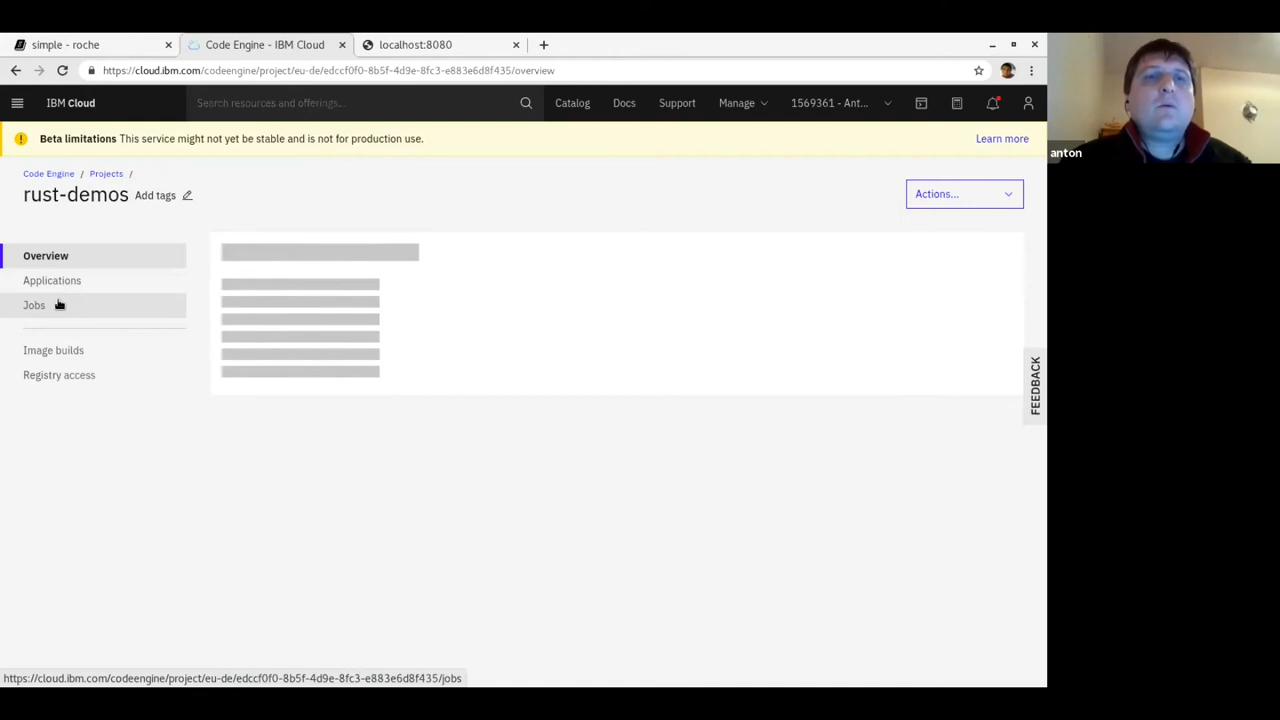 simple - roche
Code Engine - IBM Cloud
localhost:8080
https://cloud.ibm.com/codeengine/project/eu-de/edccf0f0-8b5f-4d9e-8fc3-e883e6d8f435/overview
IBM Cloud
Search resources and offerings...
Catalog
Docs
Support
Manage
1569361 - Ant...
Beta limitations This service might not yet be stable and is not for production use.
Learn more
anton
Code Engine / Projects /
rust-demos
Add tags
Actions...
Overview
Applications
Jobs
Image builds
Registry access
FEEDBACK
https://cloud.ibm.com/codeengine/project/eu-de/edccf0f0-8b5f-4d9e-8fc3-e883e6d8f435/jobs